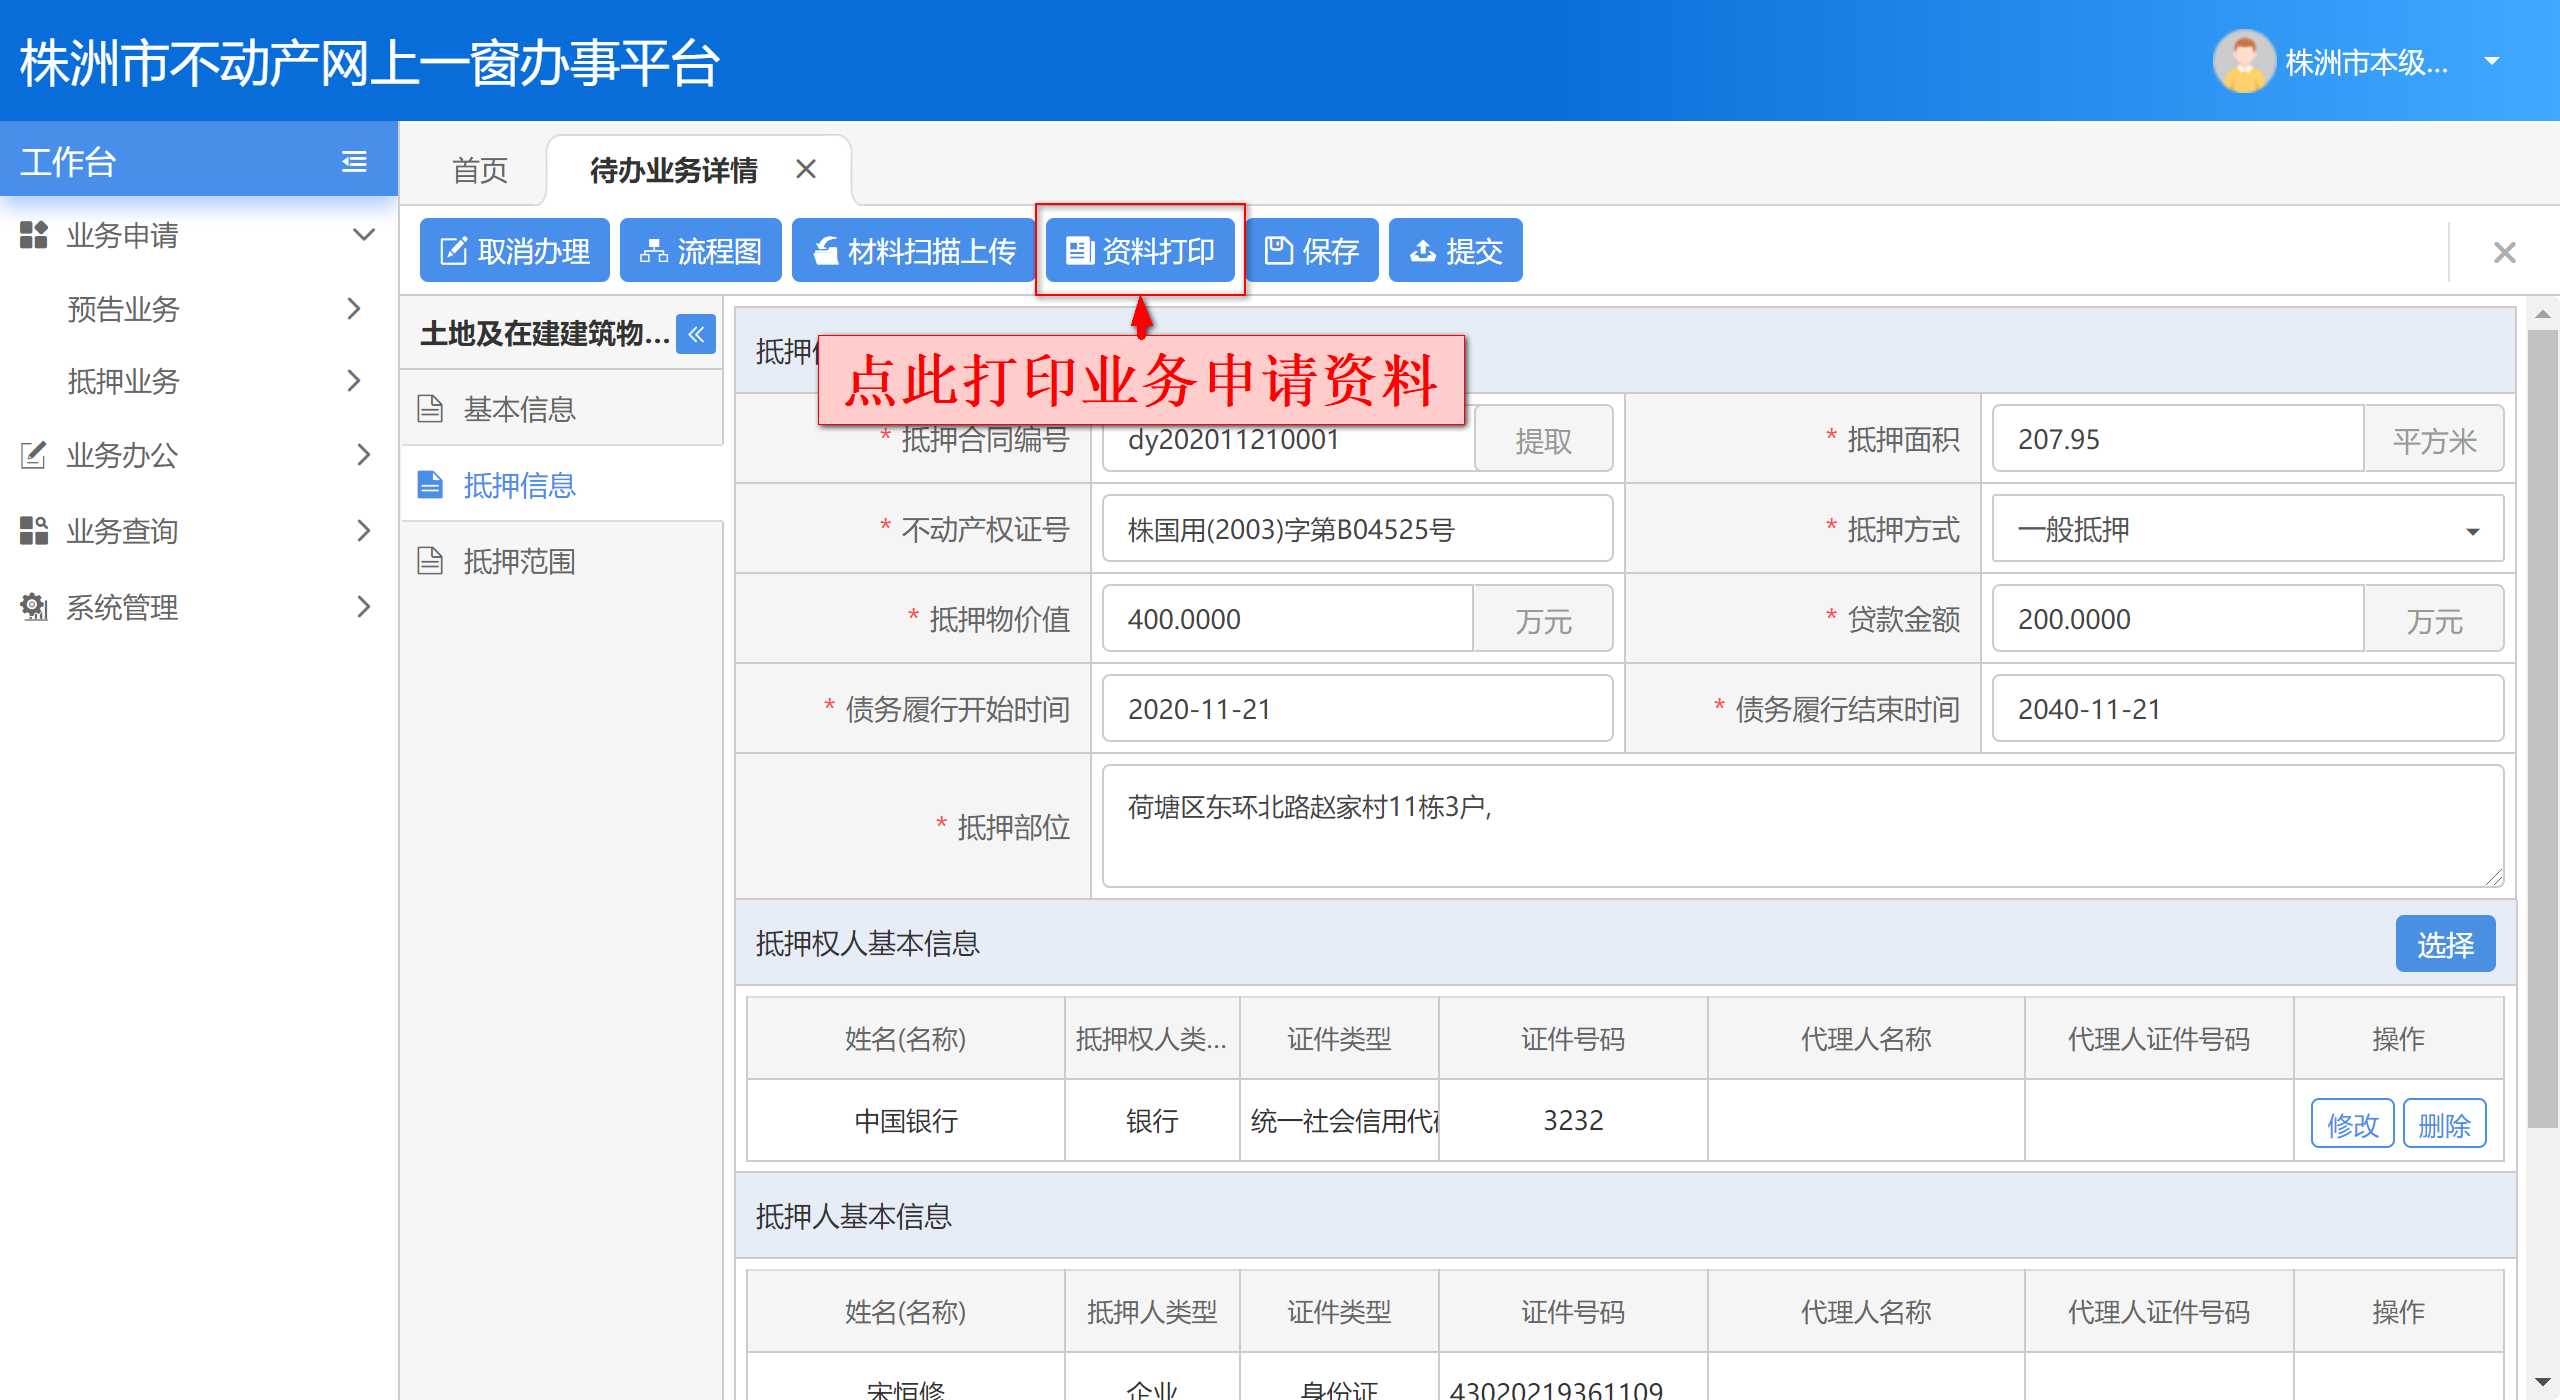 株洲市不动产网上一窗办事平台
株洲市本级...
工作台
首页
待办业务详情
业务申请
预告业务
抵押业务
业务办公
业务查询
系统管理
取消办理
流程图
材料扫描上传
资料打印
保存
提交
土地及在建建筑物...
基本信息
抵押信息
抵押范围
抵押
点此打印业务申请资料
* 抵押合同编号 dy202011210001 提取
* 抵押面积 207.95 平方米
* 不动产权证号 株国用(2003)字第B04525号
* 抵押方式 一般抵押
* 抵押物价值 400.0000 万元
* 贷款金额 200.0000 万元
* 债务履行开始时间 2020-11-21
* 债务履行结束时间 2040-11-21
* 抵押部位 荷塘区东环北路赵家村11栋3户,
抵押权人基本信息 选择
姓名(名称) 抵押权人类... 证件类型 证件号码 代理人名称 代理人证件号码 操作
中国银行 银行 统一社会信用代 3232 修改 删除
抵押人基本信息
姓名(名称) 抵押人类型 证件类型 证件号码 代理人名称 代理人证件号码 操作
宋恒修 企业 身份证 43020219361109